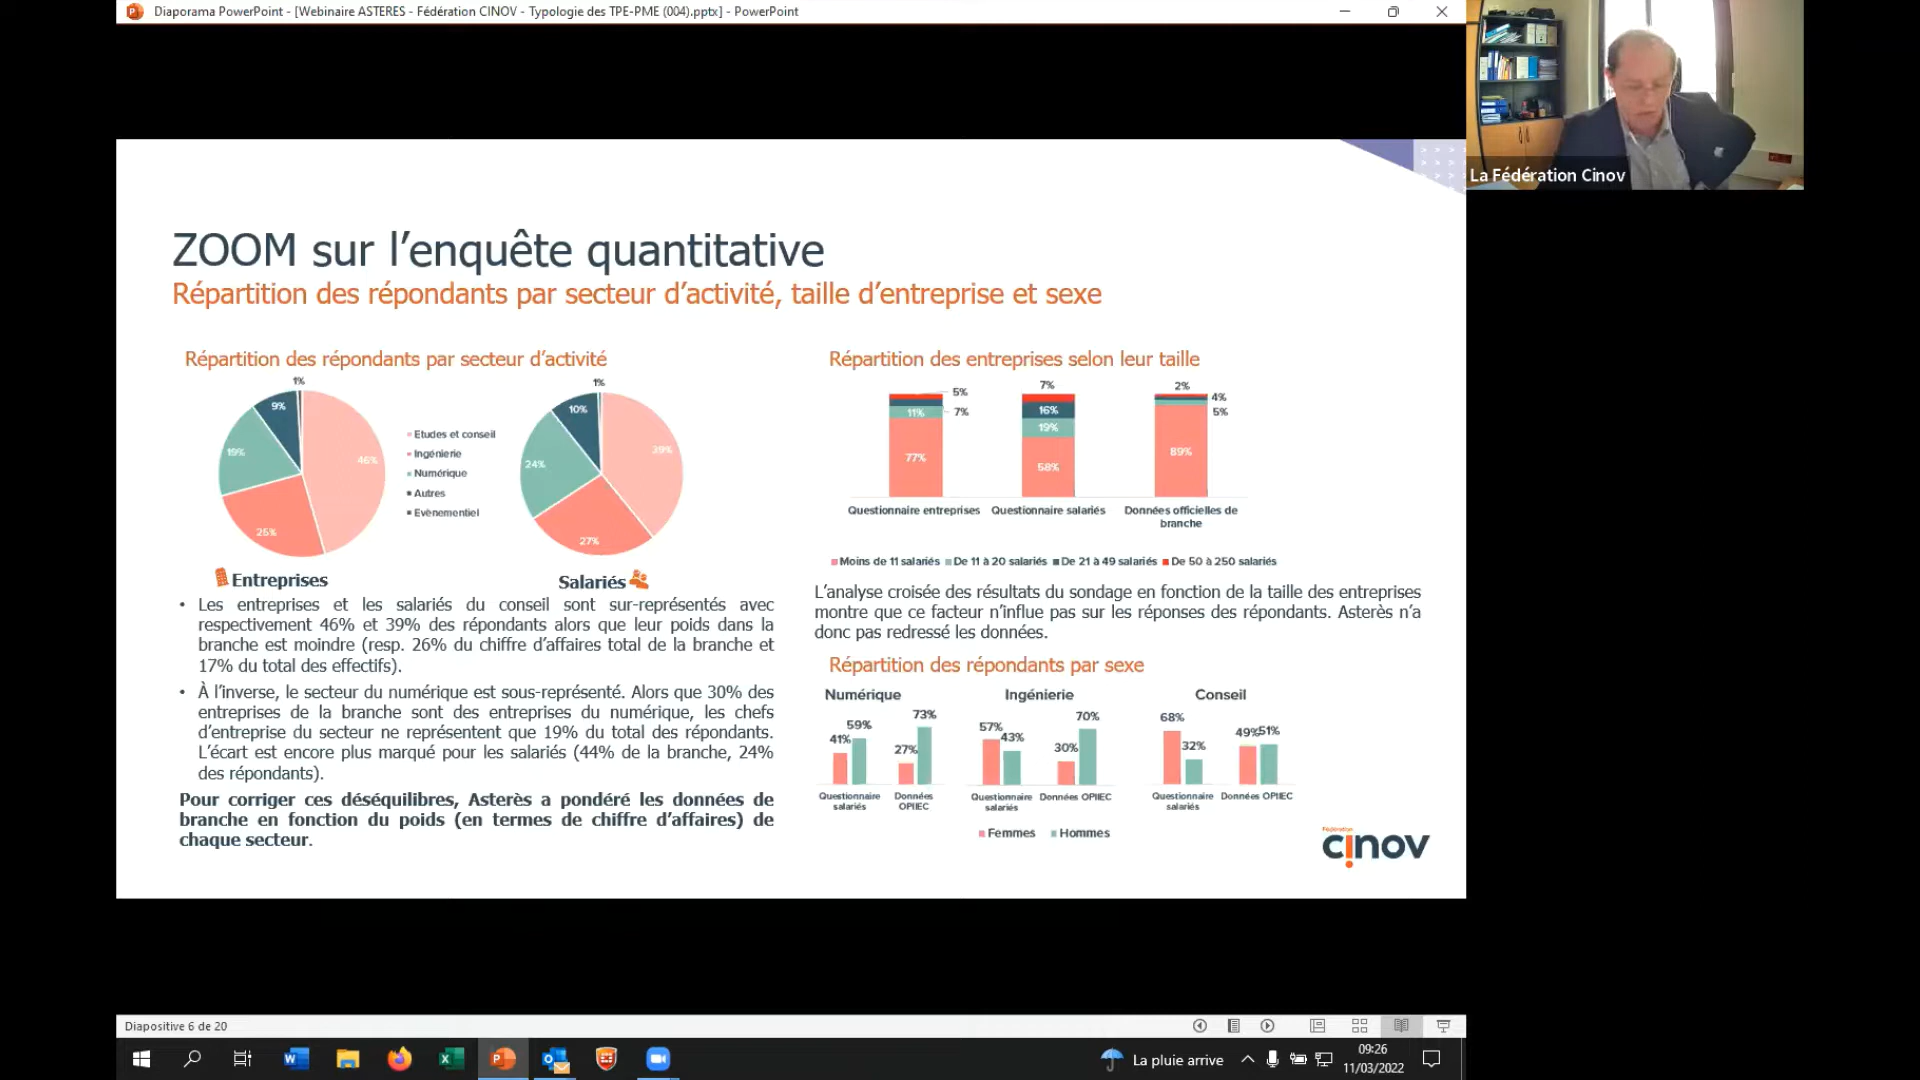 Diaporama PowerPoint - [Webinaire ASTERES - Fédération CINOV - Typologie des TPE-PME (004).pptx] - PowerPoint
La Fédération Cinov
ZOOM sur l’enquête quantitative
Répartition des répondants par secteur d’activité, taille d’entreprise et sexe
Répartition des répondants par secteur d’activité
1%
9%
19%
46%
25%
Etudes et conseil
Ingénierie
Numérique
Autres
Evènementiel
1%
10%
39%
24%
27%
Entreprises
Salariés
• Les entreprises et les salariés du conseil sont sur-représentés avec
respectivement 46% et 39% des répondants alors que leur poids dans la
branche est moindre (resp. 26% du chiffre d’affaires total de la branche et
17% du total des effectifs).
• À l’inverse, le secteur du numérique est sous-représenté. Alors que 30% des
entreprises de la branche sont des entreprises du numérique, les chefs
d’entreprise du secteur ne représentent que 19% du total des répondants.
L’écart est encore plus marqué pour les salariés (44% de la branche, 24%
des répondants).
Pour corriger ces déséquilibres, Asterès a pondéré les données de
branche en fonction du poids (en termes de chiffre d’affaires) de
chaque secteur.
Répartition des entreprises selon leur taille
5%
7%
11%
77%
7%
16%
19%
58%
2%
4%
5%
89%
Questionnaire entreprises
Questionnaire salariés
Données officielles de
branche
Moins de 11 salariés De 11 à 20 salariés De 21 à 49 salariés De 50 à 250 salariés
L’analyse croisée des résultats du sondage en fonction de la taille des entreprises
montre que ce facteur n’influe pas sur les réponses des répondants. Asterès n’a
donc pas redressé les données.
Répartition des répondants par sexe
Numérique
41%
59%
27%
73%
Questionnaire
salariés
Données
OPIIEC
Ingénierie
57%
43%
30%
70%
Questionnaire
salariés
Données OPIIEC
Conseil
68%
32%
49%
51%
Questionnaire
salariés
Données OPIIEC
Femmes Hommes
Fédération
cinov
Diapositive 6 de 20
La pluie arrive
09:26
11/03/2022